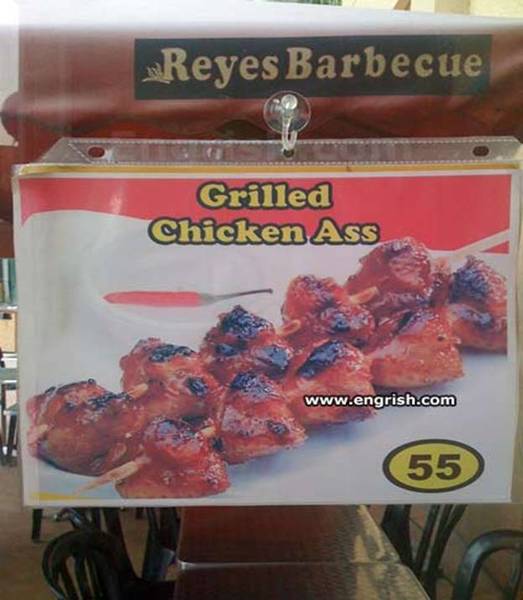 Reyes Barbecue
Grilled
Chicken Ass
www.engrish.com
55